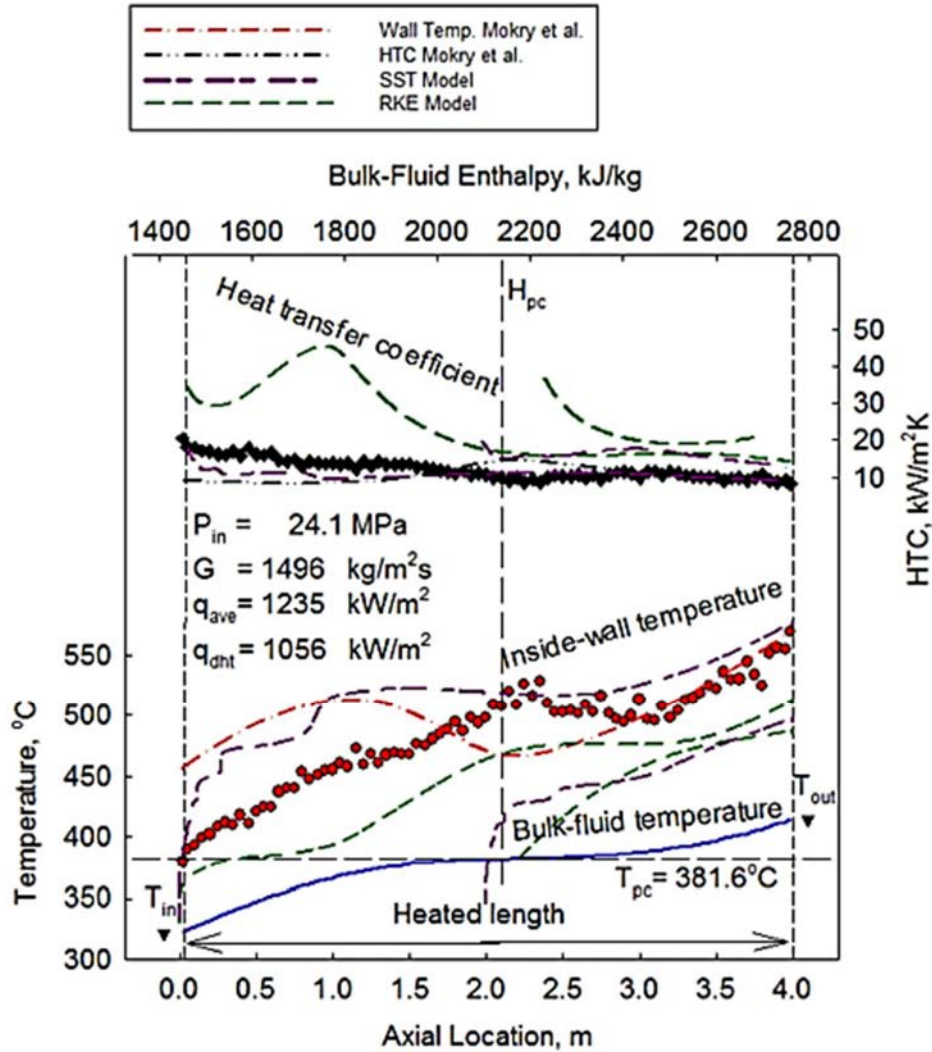 Wall Temp. Mokry et al.
HTC Mokry et al.
SST Model
RKE Model
Bulk-Fluid Enthalpy, kJ/kg
1400 1600 1800 2000 2200 2400 2600 2800
Heat transfer coefficient
Hpc
50
40
30
20
10
HTC, kW/m²K
Pin = 24.1 MPa
G = 1496 kg/m²s
qave = 1235 kW/m²
qdht = 1056 kW/m²
Inside-wall temperature
550
500
450
400
350
300
Temperature, °C
Tout
Bulk-fluid temperature
Tpc = 381.6°C
Tin
Heated length
0.0 0.5 1.0 1.5 2.0 2.5 3.0 3.5 4.0
Axial Location, m